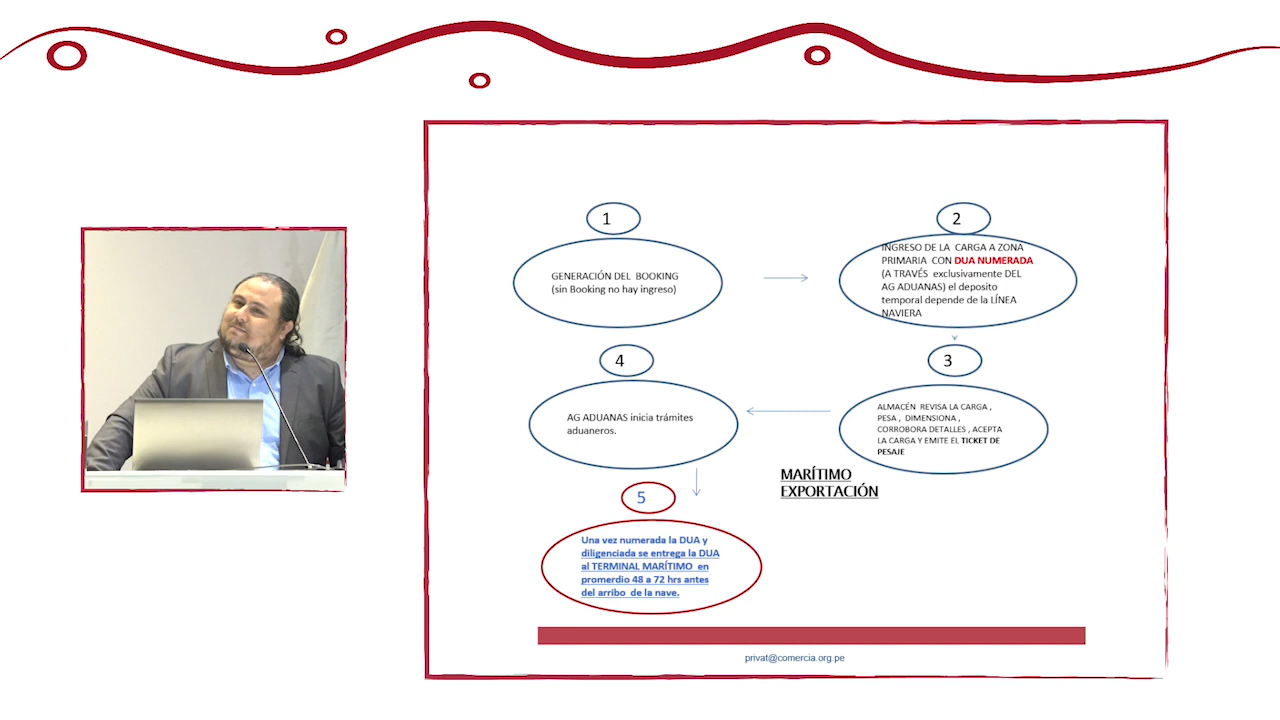 1
GENERACIÓN DEL BOOKING
(sin Booking no hay ingreso)
2
INGRESO DE LA CARGA A ZONA
PRIMARIA CON DUA NUMERADA
(A TRAVÉS exclusivamente DEL
AG ADUANAS) el deposito
temporal depende de la LÍNEA
NAVIERA
3
ALMACÉN REVISA LA CARGA ,
PESA , DIMENSIONA ,
CORROBORA DETALLES , ACEPTA
LA CARGA Y EMITE EL TICKET DE
PESAJE
4
AG ADUANAS inicia trámites
aduaneros.
MARÍTIMO
EXPORTACIÓN
5
Una vez numerada la DUA y
diligenciada se entrega la DUA
al TERMINAL MARÍTIMO en
promerdio 48 a 72 hrs antes
del arribo de la nave.
privat@comercia.org.pe